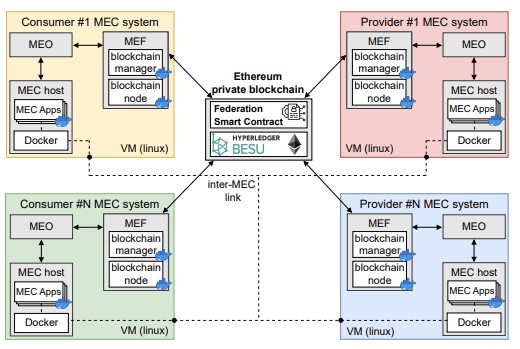 Consumer #1 MEC system
MEO
MEF
blockchain
manager
blockchain
node
MEC host
MEC Apps
Docker
VM (linux)
Ethereum
private blockchain
Federation
Smart Contract
HYPERLEDGER
BESU
inter-MEC
link
Provider #1 MEC system
MEF
MEO
blockchain
manager
blockchain
node
MEC host
MEC Apps
Docker
VM (linux)
Consumer #N MEC system
MEO
MEF
blockchain
manager
blockchain
node
MEC host
MEC Apps
Docker
VM (linux)
Provider #N MEC system
MEF
MEO
blockchain
manager
blockchain
node
MEC host
MEC Apps
Docker
VM (linux)